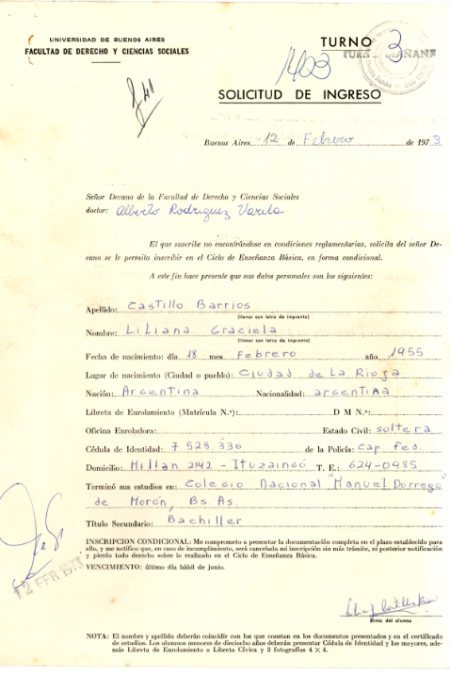 UNIVERSIDAD DE BUENOS AIRES
FACULTAD DE DERECHO Y CIENCIAS SOCIALES
TURNO 3
TURNO MAÑANA
1403
SOLICITUD DE INGRESO
Buenos Aires, 12 de Febrero de 1973
Señor Decano de la Facultad de Derecho y Ciencias Sociales
doctor: Alberto Rodriguez Varela
El que suscribe no encontrándose en condiciones reglamentarias, solicita del señor De-
cano se le permita inscribir en el Ciclo de Enseñanza Básica, en forma condicional.
A este fin hace presente que sus datos personales son los siguientes:
Apellido: Castillo Barrios
(llenar con letra de imprenta)
Nombre: Liliana Graciela
(llenar con letra de imprenta)
Fecha de nacimiento: día 18 mes Febrero año 1955
Lugar de nacimiento (Ciudad o pueblo): Ciudad de La Rioja
Nación: Argentina Nacionalidad: argentina
Libreta de Enrolamiento (Matrícula N.º): D M N.º:
Oficina Enroladora: Estado Civil: soltera
Cédula de Identidad: 7 528 336 de la Policía: Cap. Fed.
Domicilio: Millan 2142 - Ituzaingó T. E.: 624-0985
Terminó sus estudios en: Colegio Nacional Manuel Dorrego
de Morón, Bs. As.
Título Secundario: Bachiller
INSCRIPCION CONDICIONAL: Me comprometo a presentar la documentación completa en el plazo establecido para
ello, y me notifico que, en caso de incumplimiento, será cancelada mi inscripción sin más trámite, ni posterior notificación
y pierdo todo derecho sobre lo realizado en el Ciclo de Enseñanza Básica.
VENCIMIENTO: último día hábil de junio.
12 FEB 1973
firma del alumno
NOTA: El nombre y apellido deberán coincidir con los que constan en los documentos presentados y en el certificado
de estudios. Los alumnos menores de dieciocho años deberán presentar Cédula de Identidad y los mayores, ade-
más Libreta de Enrolamiento o Libreta Cívica y 3 fotografías 4 X 4.